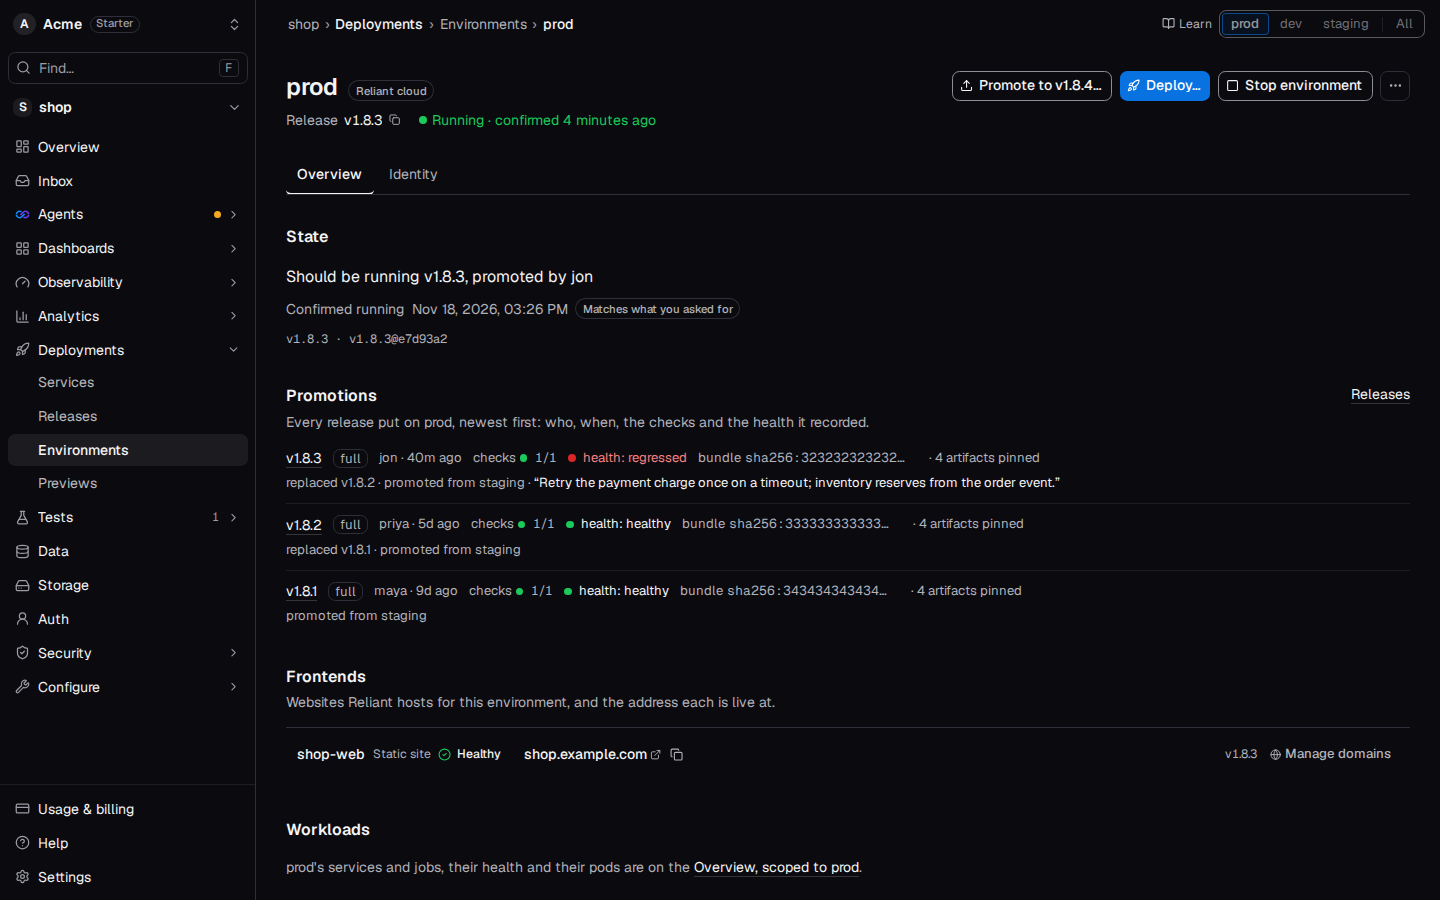 A Acme Starter
shop › Deployments › Environments › prod
Learn prod dev staging All
Find... F
S shop
Overview
Inbox
Agents
Dashboards
Observability
Analytics
Deployments
Services
Releases
Environments
Previews
Tests 1
Data
Storage
Auth
Security
Configure
Usage & billing
Help
Settings
prod Reliant cloud
Promote to v1.8.4... Deploy... Stop environment
Release v1.8.3 Running · confirmed 4 minutes ago
Overview Identity
State
Should be running v1.8.3, promoted by jon
Confirmed running Nov 18, 2026, 03:26 PM Matches what you asked for
v1.8.3 · v1.8.3@e7d93a2
Promotions Releases
Every release put on prod, newest first: who, when, the checks and the health it recorded.
v1.8.3 full jon · 40m ago checks 1/1 health: regressed bundle sha256:323232323232… · 4 artifacts pinned
replaced v1.8.2 · promoted from staging · “Retry the payment charge once on a timeout; inventory reserves from the order event.”
v1.8.2 full priya · 5d ago checks 1/1 health: healthy bundle sha256:333333333333… · 4 artifacts pinned
replaced v1.8.1 · promoted from staging
v1.8.1 full maya · 9d ago checks 1/1 health: healthy bundle sha256:343434343434… · 4 artifacts pinned
promoted from staging
Frontends
Websites Reliant hosts for this environment, and the address each is live at.
shop-web Static site Healthy shop.example.com v1.8.3 Manage domains
Workloads
prod's services and jobs, their health and their pods are on the Overview, scoped to prod.